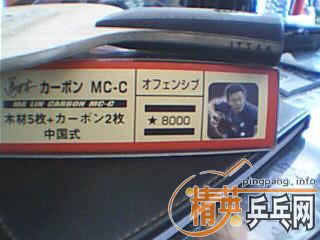 馬林 カーボン MC-C
MA LIN CARBON MC-C
木材5枚+カーボン2枚
中国式
オフェンシブ
★ 8000
pingpang.info
精英乒乓网